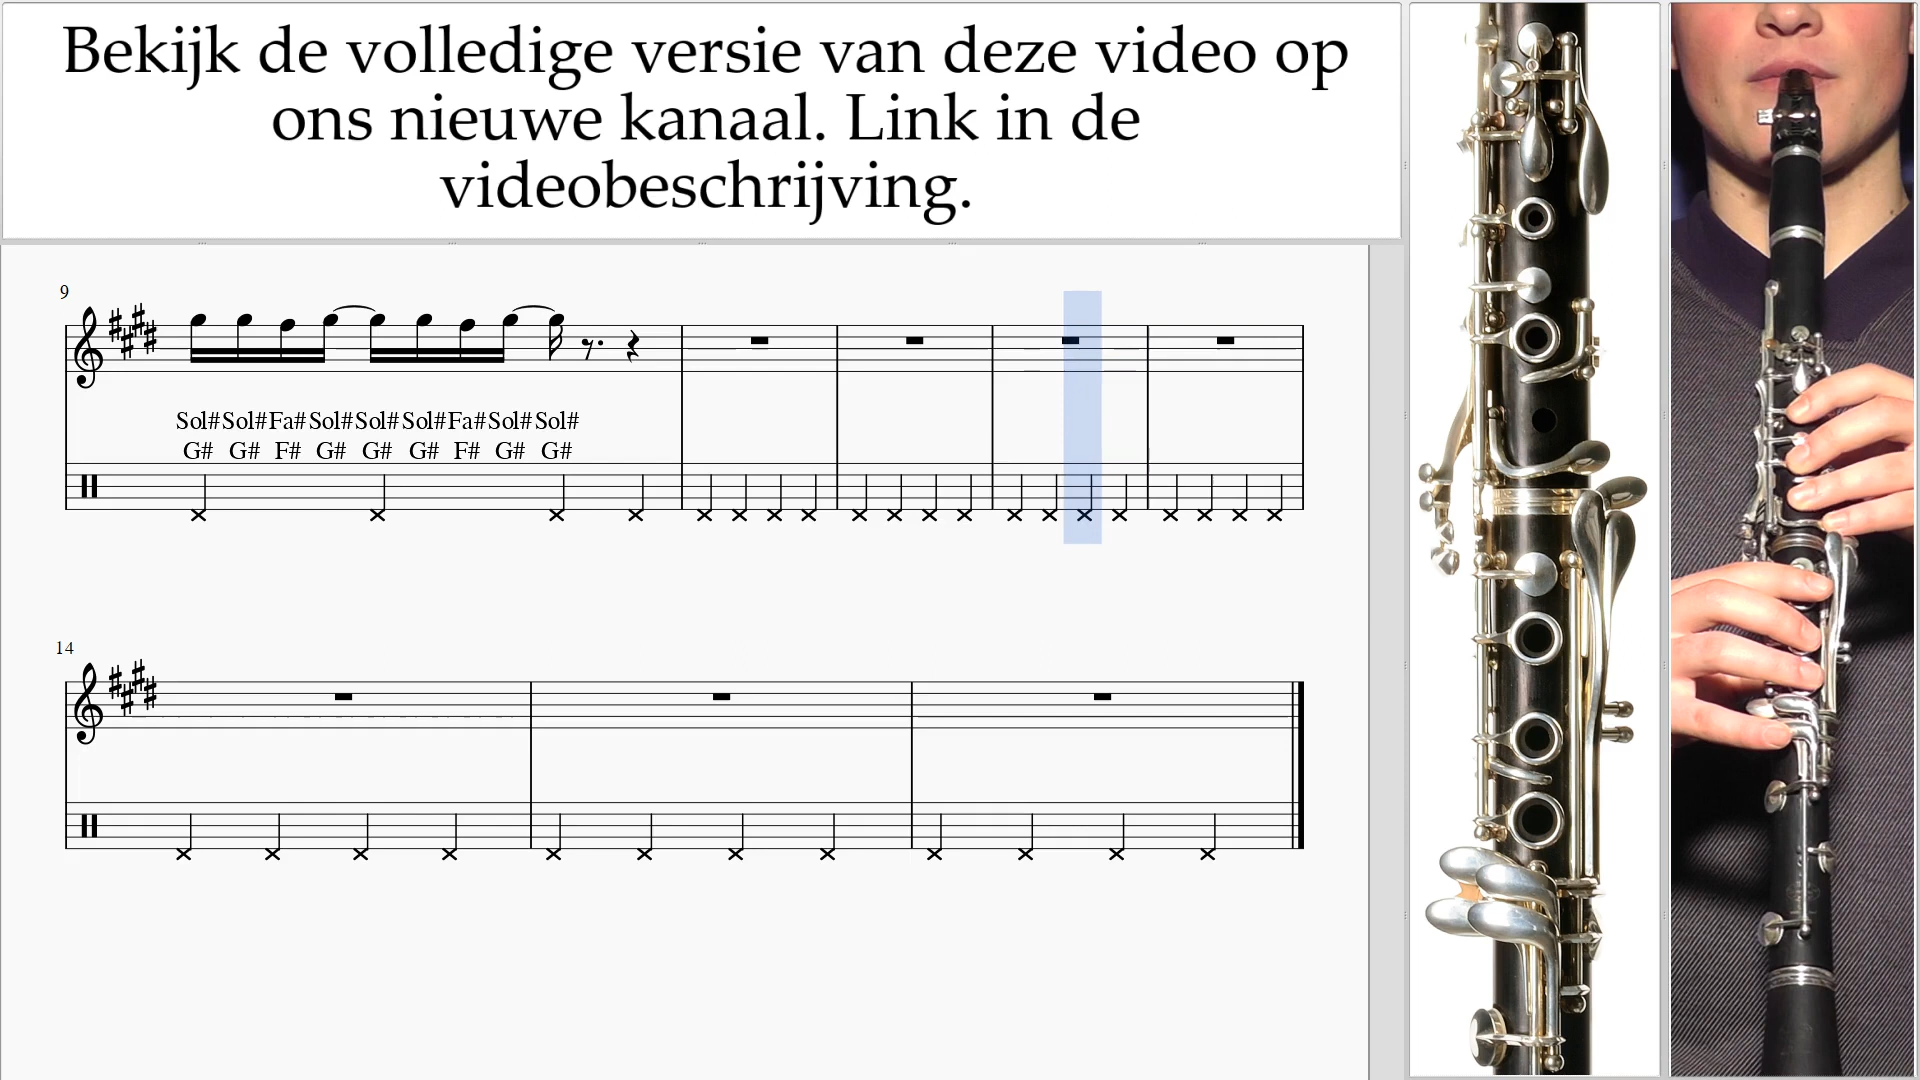 Bekijk de volledige versie van deze video op
ons nieuwe kanaal. Link in de
videobeschrijving.
9
Sol# Sol# Fa# Sol# Sol# Sol# Fa# Sol# Sol#
G# G# F# G# G# G# F# G# G#
14